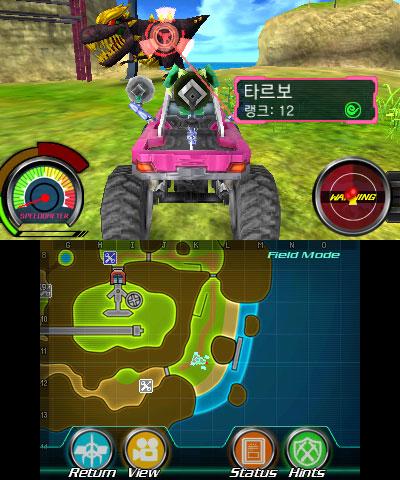 타르보
랭크: 12
SPEEDOMETER
WARNING
G H I J K L M N O
Field Mode
8
9
10
11
12
13
14
Return View Status Hints